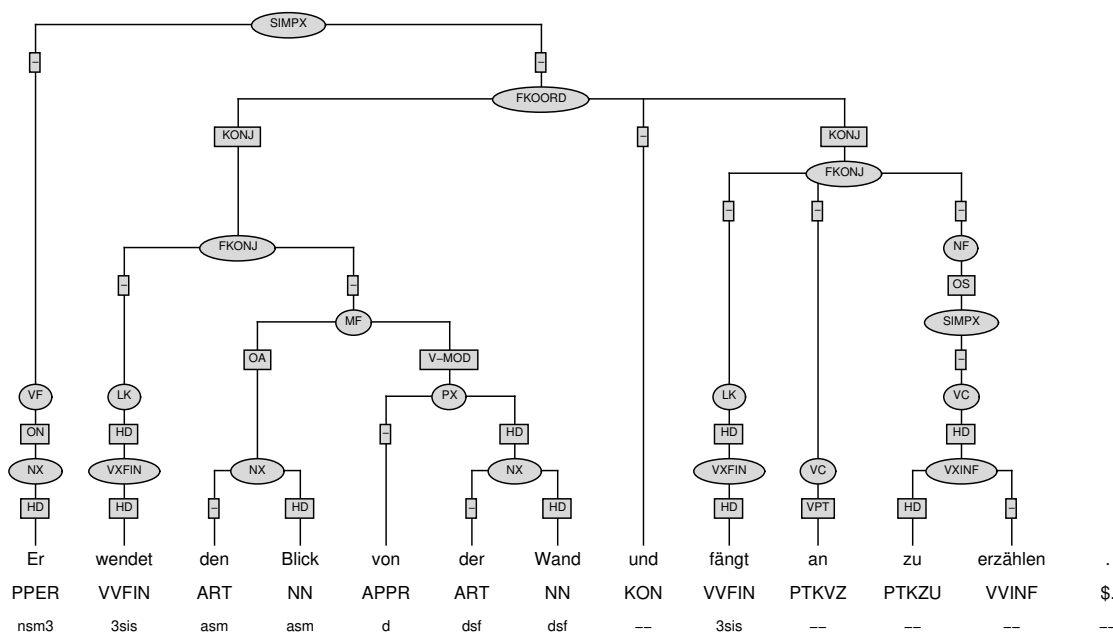 SIMPX
– –
FKOORD
KONJ – KONJ
FKONJ
– – –
FKONJ NF
– – OS
MF SIMPX
OA V–MOD –
VF LK PX LK VC
ON HD – HD HD HD
NX VXFIN NX NX VXFIN VC VXINF
HD HD – HD – HD HD VPT HD –
Er wendet den Blick von der Wand und fängt an zu erzählen .
PPER VVFIN ART NN APPR ART NN KON VVFIN PTKVZ PTKZU VVINF $.
nsm3 3sis asm asm d dsf dsf –– 3sis –– –– –– ––